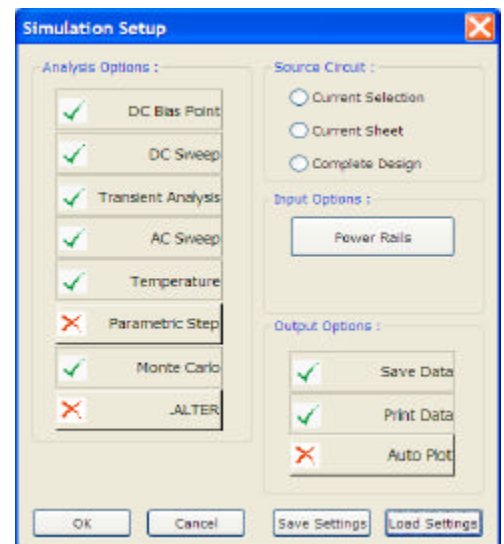 Simulation Setup
Analysis Options :
DC Bias Point
DC Sweep
Transient Analysis
AC Sweep
Temperature
Parametric Step
Monte Carlo
.ALTER
Source Circuit :
Current Selection
Current Sheet
Complete Design
Input Options :
Power Rails
Output Options :
Save Data
Print Data
Auto Plot
OK
Cancel
Save Settings
Load Settings